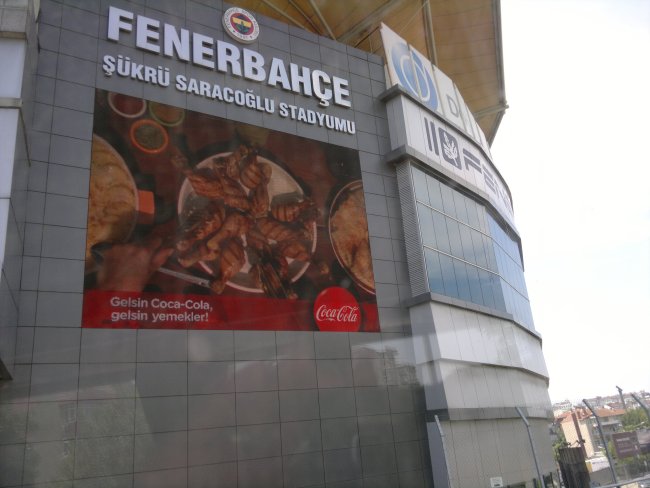 FENERBAHÇE
ŞÜKRÜ SARACOĞLU STADYUMU
Gelsin Coca-Cola,
gelsin yemekler!
Coca-Cola